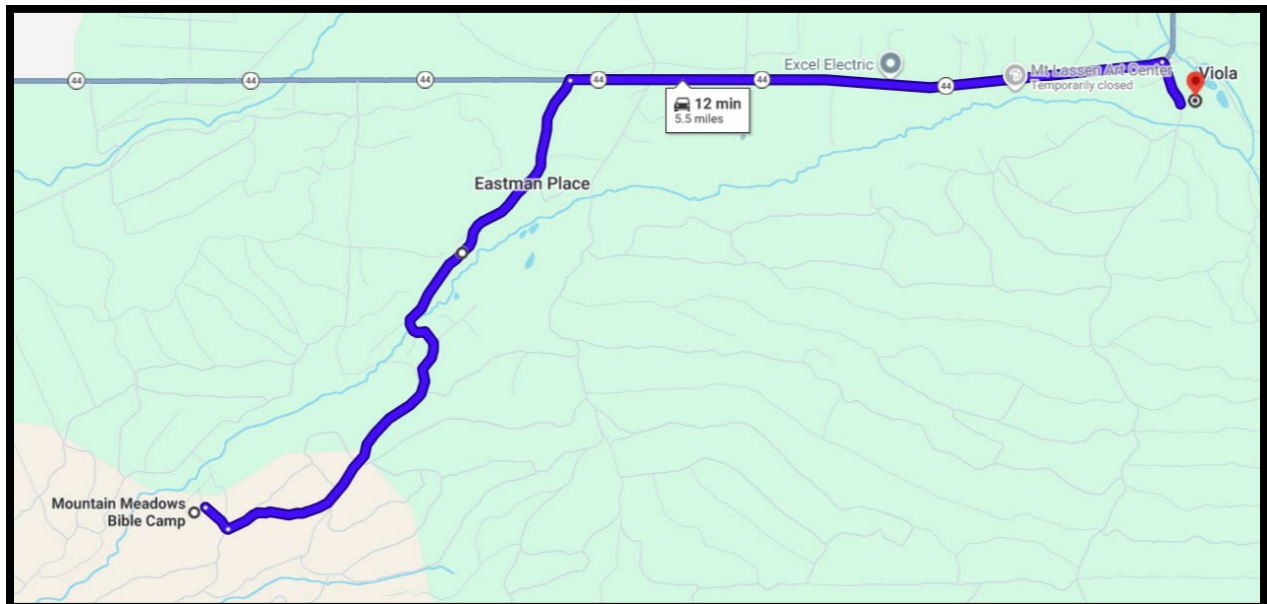 44
44
44
44
44
44
Excel Electric
Mt Lassen Art Center
Temporarily closed
Viola
12 min
5.5 miles
Eastman Place
Mountain Meadows
Bible Camp